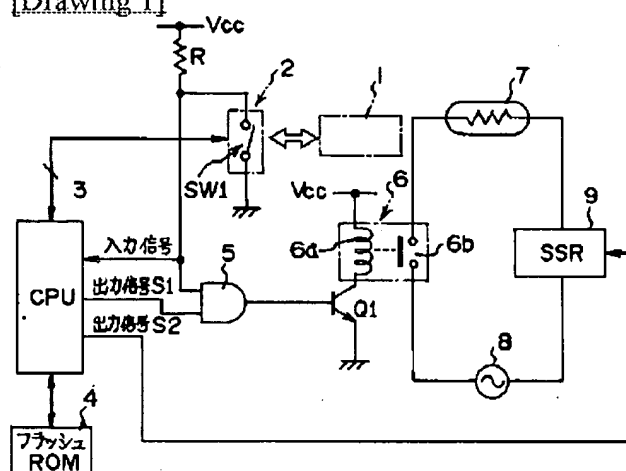 [Drawing 1]
Vcc
R
2
1
7
SW1
3
Vcc
6
6a
6b
9
SSR
入力信号
5
CPU
出力信号S1
出力信号S2
Q1
8
4
フラッシュ
ROM